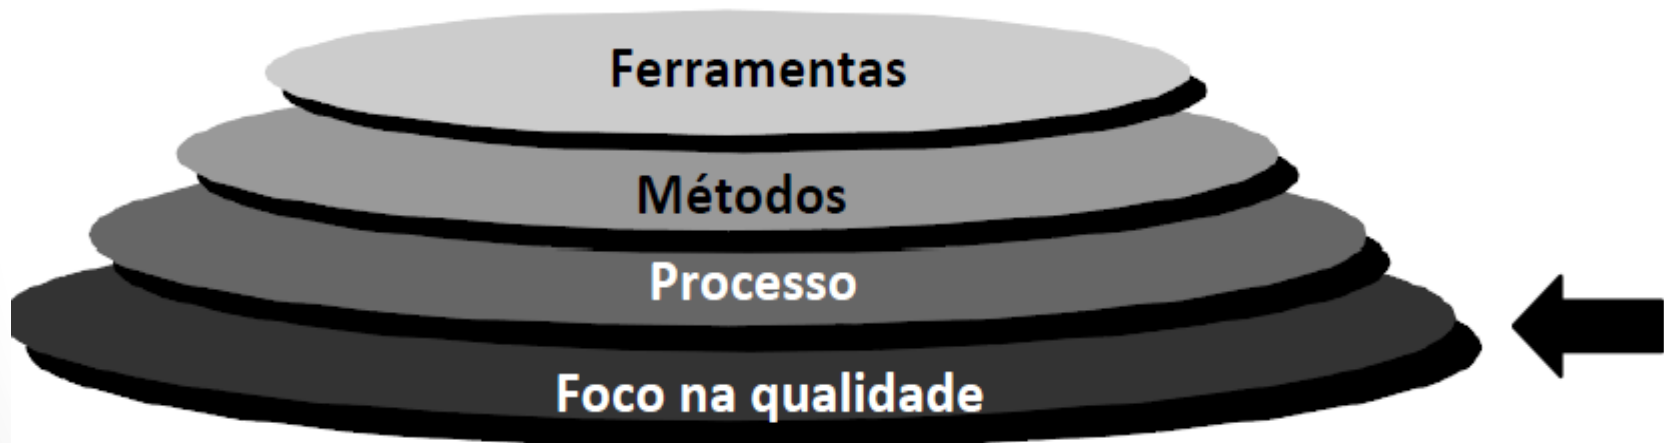 Ferramentas
Métodos
Processo
Foco na qualidade